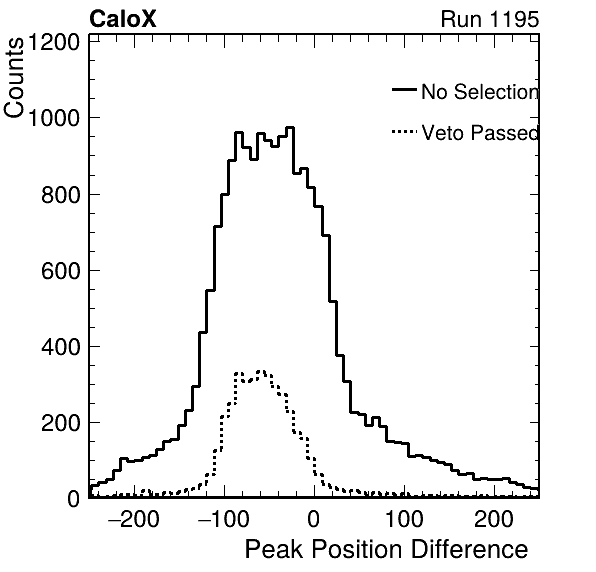 CaloX Run 1195
Counts
1200
1000
800
600
400
200
0
No Selection
Veto Passed
−200 −100 0 100 200
Peak Position Difference